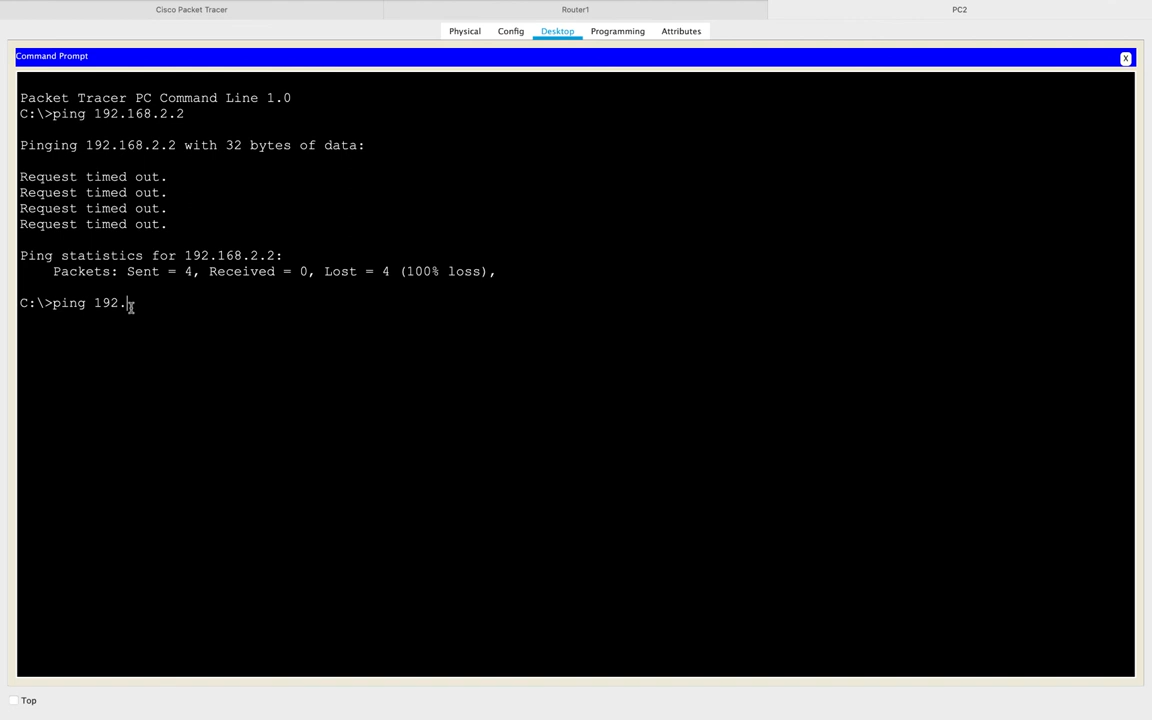 Cisco Packet Tracer
Router1
PC2
Physical
Config
Desktop
Programming
Attributes
Command Prompt
X
Packet Tracer PC Command Line 1.0
C:\>ping 192.168.2.2
Pinging 192.168.2.2 with 32 bytes of data:
Request timed out.
Request timed out.
Request timed out.
Request timed out.
Ping statistics for 192.168.2.2:
Packets: Sent = 4, Received = 0, Lost = 4 (100% loss),
C:\>ping 192.
Top